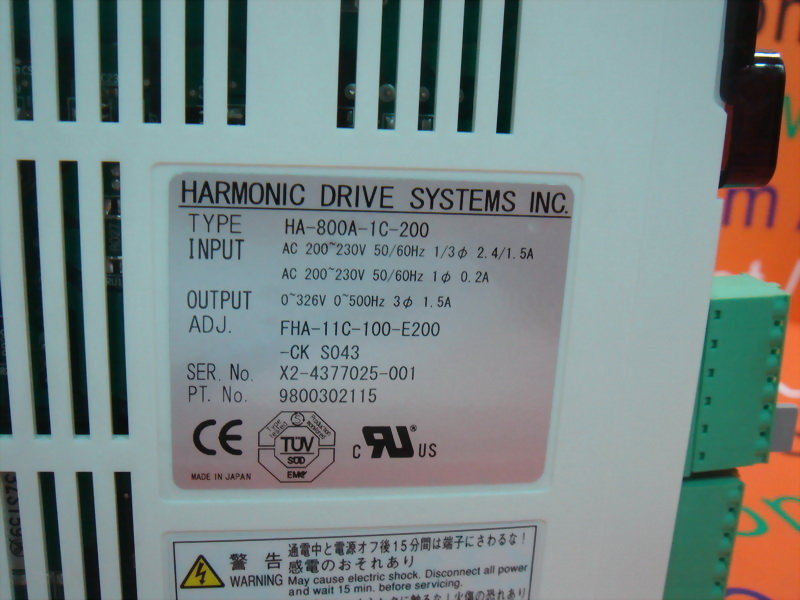 HARMONIC DRIVE SYSTEMS INC.
TYPE HA-800A-1C-200
INPUT AC 200~230V 50/60Hz 1/3φ 2.4/1.5A
AC 200~230V 50/60Hz 1φ 0.2A
OUTPUT 0~326V 0~500Hz 3φ 1.5A
ADJ. FHA-11C-100-E200
-CK S043
SER. No. X2-4377025-001
PT. No. 9800302115
CE
TÜV
SÜD
EMC
c RU® US
MADE IN JAPAN
警告
WARNING
通電中と電源オフ後15分間は端子にさわるな!
感電のおそれあり
May cause electric shock. Disconnect all power
and wait 15 min. before servicing.